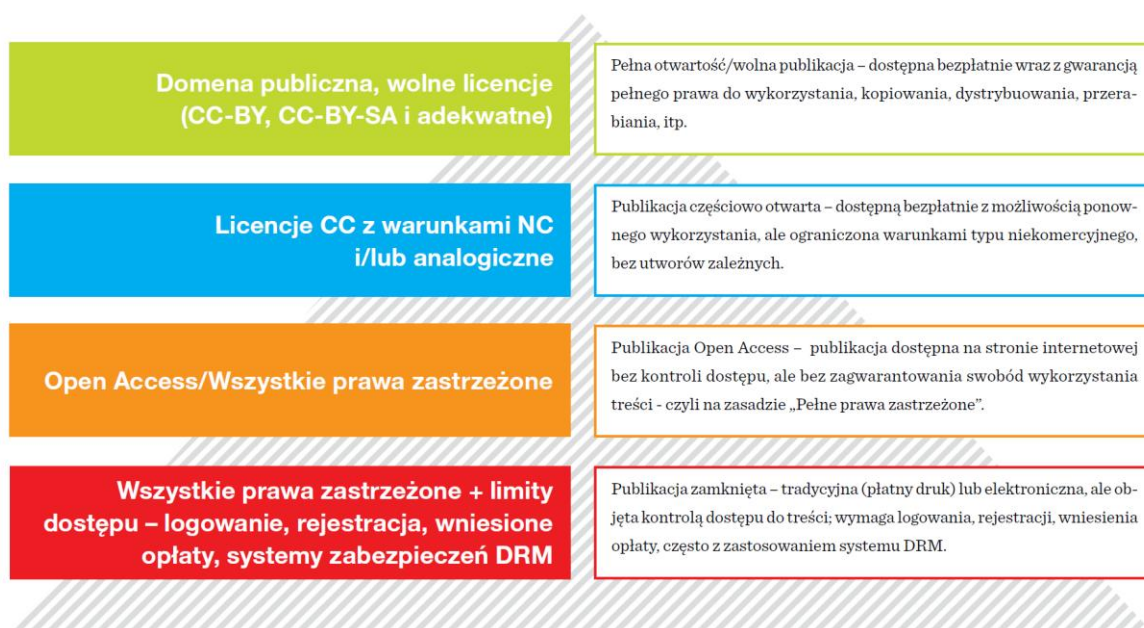 Domena publiczna, wolne licencje
(CC-BY, CC-BY-SA i adekwatne)
Pełna otwartość/wolna publikacja – dostępna bezpłatnie wraz z gwarancją
pełnego prawa do wykorzystania, kopiowania, dystrybuowania, przera-
biania, itp.
Licencje CC z warunkami NC
i/lub analogiczne
Publikacja częściowo otwarta – dostępną bezpłatnie z możliwością ponow-
nego wykorzystania, ale ograniczona warunkami typu niekomercyjnego,
bez utworów zależnych.
Open Access/Wszystkie prawa zastrzeżone
Publikacja Open Access – publikacja dostępna na stronie internetowej
bez kontroli dostępu, ale bez zagwarantowania swobód wykorzystania
treści - czyli na zasadzie „Pełne prawa zastrzeżone”.
Wszystkie prawa zastrzeżone + limity
dostępu – logowanie, rejestracja, wniesione
opłaty, systemy zabezpieczeń DRM
Publikacja zamknięta – tradycyjna (płatny druk) lub elektroniczna, ale ob-
jęta kontrolą dostępu do treści; wymaga logowania, rejestracji, wniesienia
opłaty, często z zastosowaniem systemu DRM.